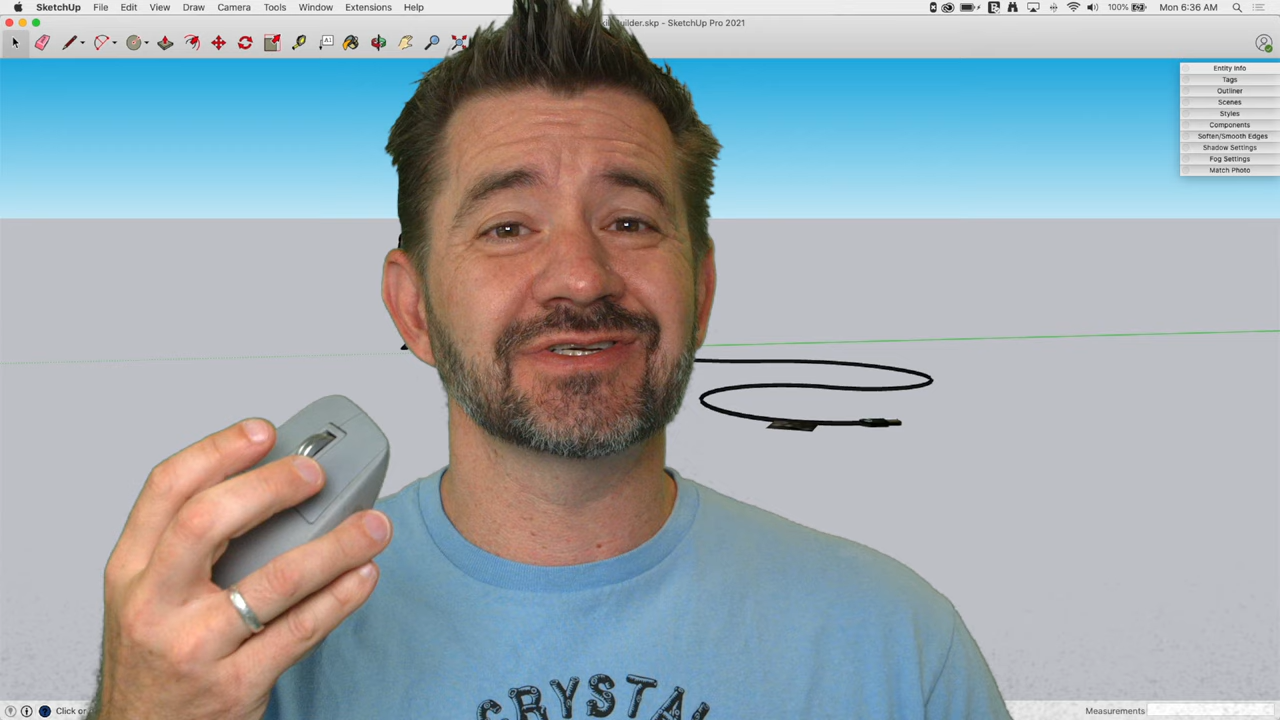 SketchUp File Edit View Draw Camera Tools Window Extensions Help 100% Mon 6:36 AM
uilder.skp - SketchUp Pro 2021
A1
Entity Info
Tags
Outliner
Scenes
Styles
Components
Soften/Smooth Edges
Shadow Settings
Fog Settings
Match Photo
CRYSTAL
Click or
Measurements